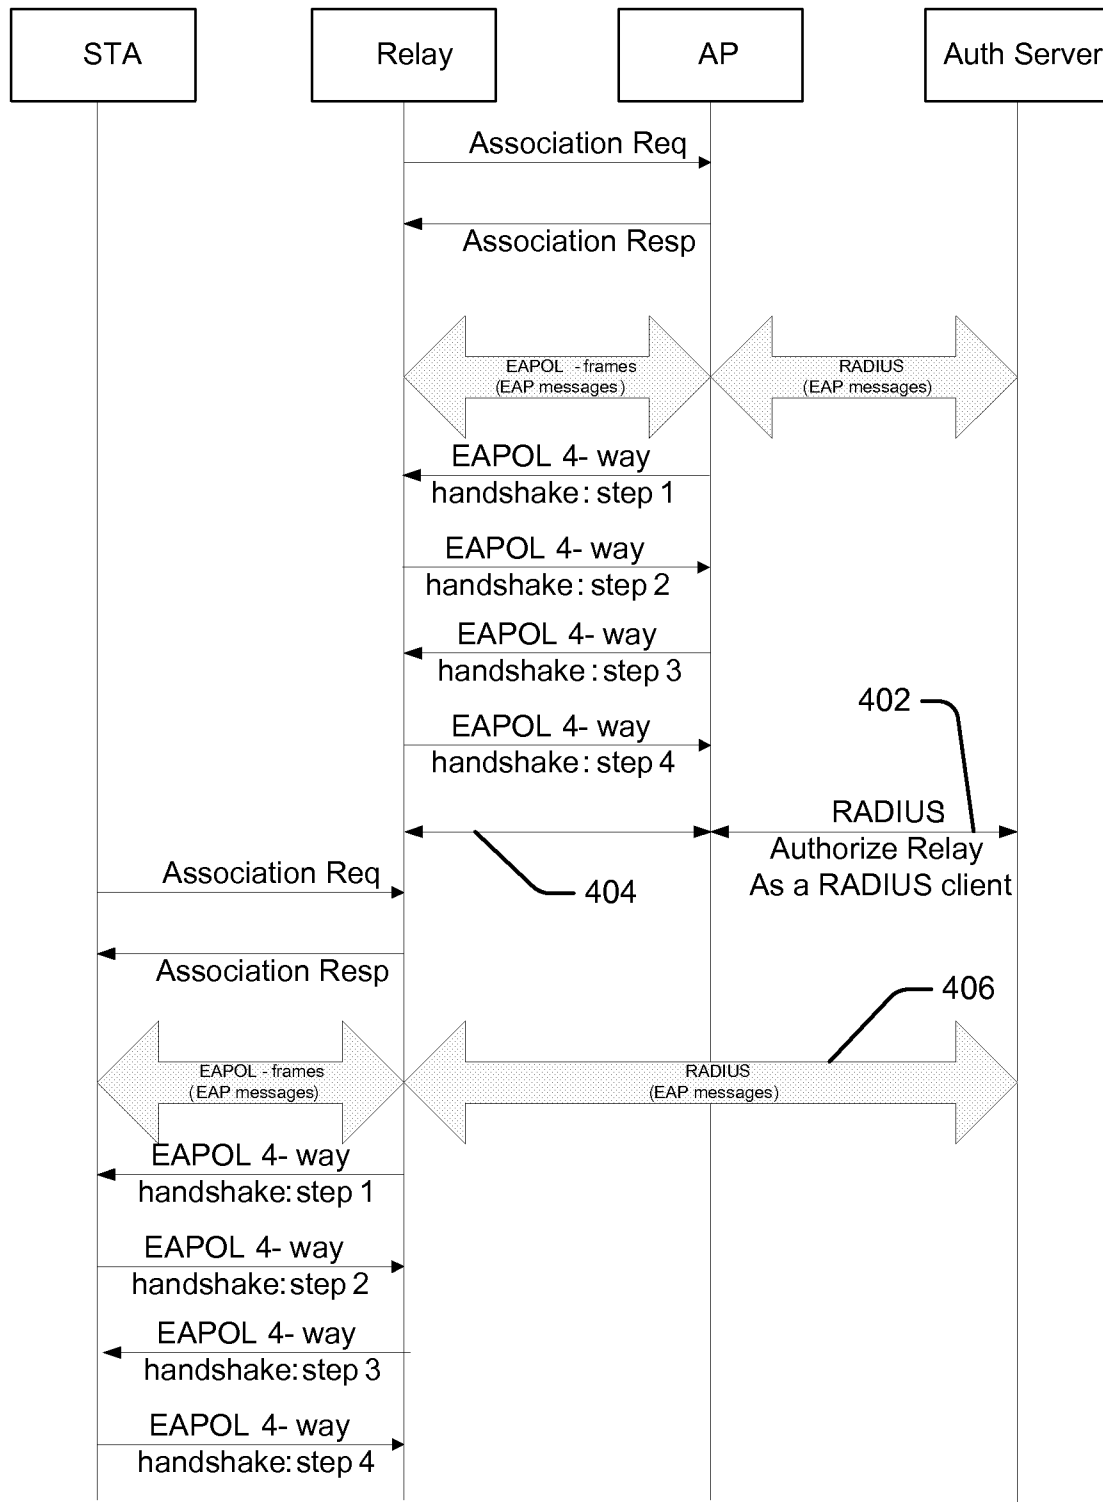 STA
Relay
AP
Auth Server
Association Req
Association Resp
EAPOL - frames
(EAP messages)
RADIUS
(EAP messages)
EAPOL 4- way
handshake: step 1
EAPOL 4- way
handshake: step 2
EAPOL 4- way
handshake: step 3
EAPOL 4- way
handshake: step 4
402
RADIUS
Authorize Relay
As a RADIUS client
404
Association Req
Association Resp
406
EAPOL - frames
(EAP messages)
RADIUS
(EAP messages)
EAPOL 4- way
handshake: step 1
EAPOL 4- way
handshake: step 2
EAPOL 4- way
handshake: step 3
EAPOL 4- way
handshake: step 4